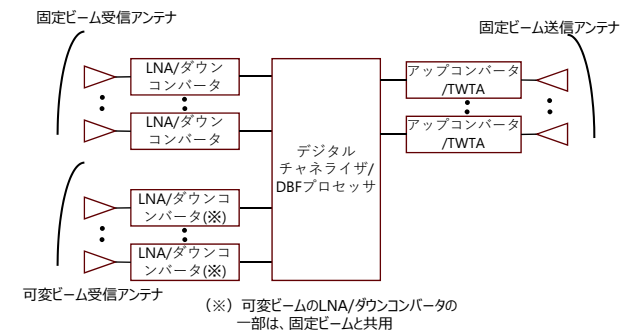 固定ビーム受信アンテナ
固定ビーム送信アンテナ
LNA/ダウン
コンバータ
LNA/ダウン
コンバータ
アップコンバータ
/TWTA
アップコンバータ
/TWTA
デジタル
チャネライザ/
DBFプロセッサ
LNA/ダウンコ
ンバータ(※)
LNA/ダウンコ
ンバータ(※)
可変ビーム受信アンテナ
（※）可変ビームのLNA/ダウンコンバータの
一部は、固定ビームと共用